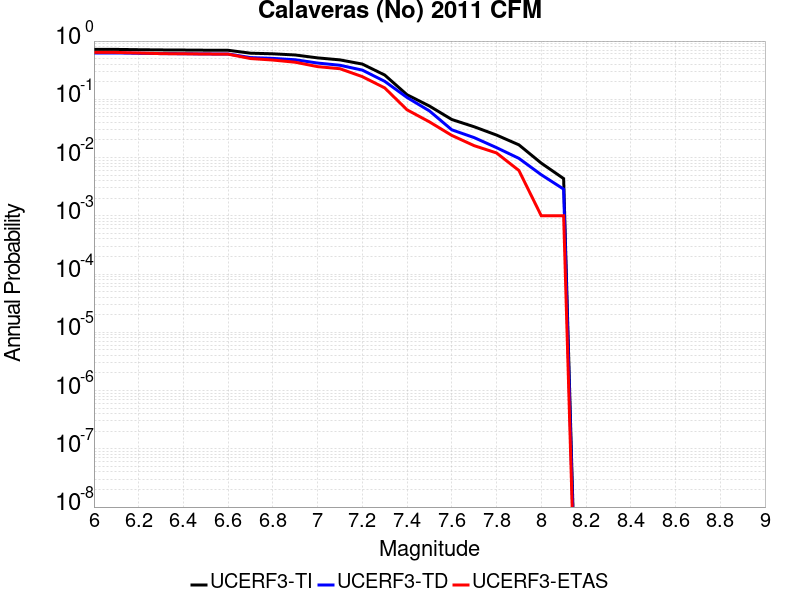 Calaveras (No) 2011 CFM
10^0
10^-1
10^-2
10^-3
10^-4
10^-5
10^-6
10^-7
10^-8
Annual Probability
6 6.2 6.4 6.6 6.8 7 7.2 7.4 7.6 7.8 8 8.2 8.4 8.6 8.8 9
Magnitude
UCERF3-TI UCERF3-TD UCERF3-ETAS